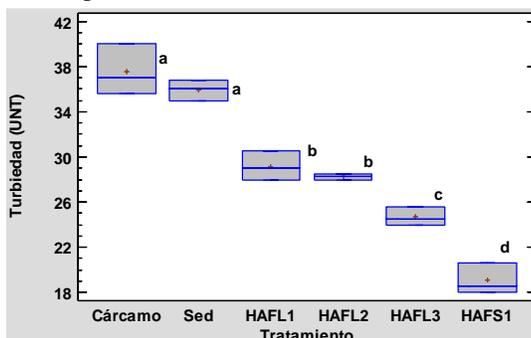 42
38
34
30
26
22
18
Turbiedad (UNT)
a
a
b
b
c
d
Cárcamo Sed HAFL1 HAFL2 HAFL3 HAFS1
Tratamiento